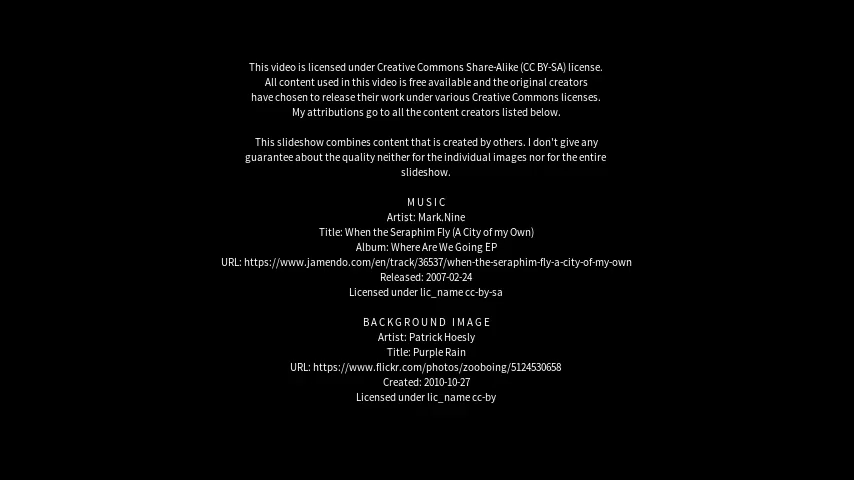 This video is licensed under Creative Commons Share-Alike (CC BY-SA) license.
All content used in this video is free available and the original creators
have chosen to release their work under various Creative Commons licenses.
My attributions go to all the content creators listed below.
This slideshow combines content that is created by others. I don't give any
guarantee about the quality neither for the individual images nor for the entire
slideshow.
M U S I C
Artist: Mark.Nine
Title: When the Seraphim Fly (A City of my Own)
Album: Where Are We Going EP
URL: https://www.jamendo.com/en/track/36537/when-the-seraphim-fly-a-city-of-my-own
Released: 2007-02-24
Licensed under lic_name cc-by-sa
B A C K G R O U N D   I M A G E
Artist: Patrick Hoesly
Title: Purple Rain
URL: https://www.flickr.com/photos/zooboing/5124530658
Created: 2010-10-27
Licensed under lic_name cc-by